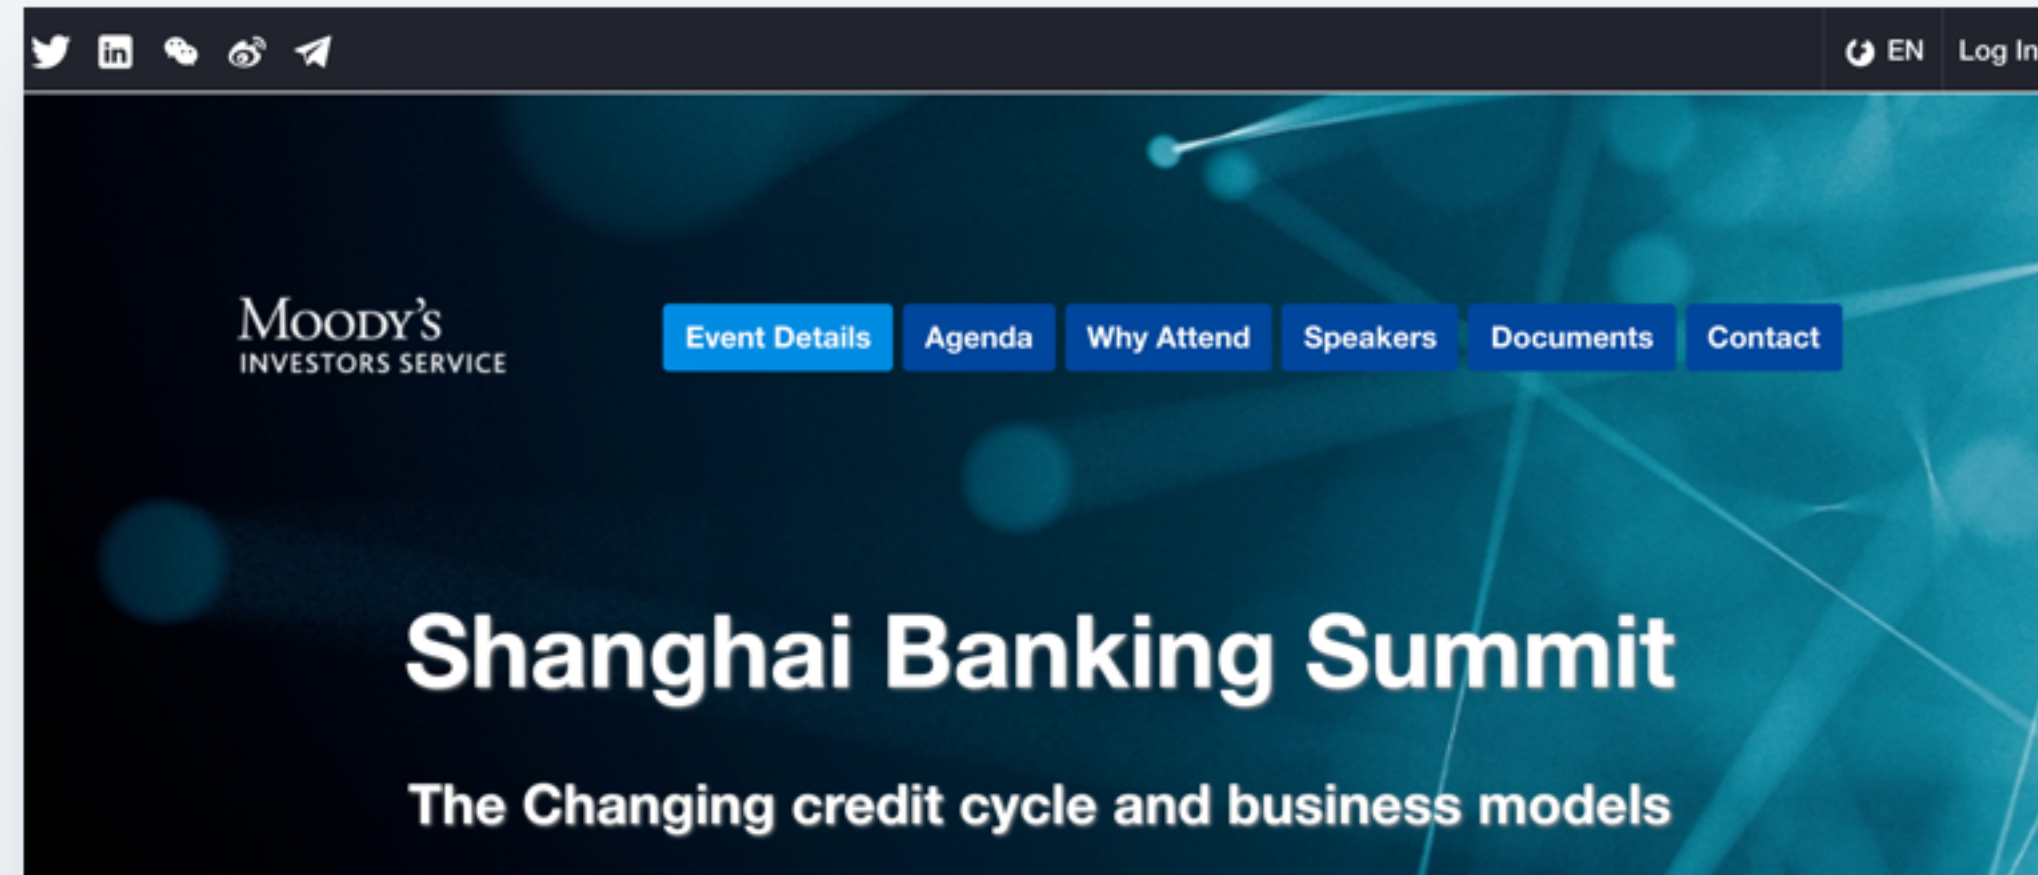 EN
Log In
MOODY'S
INVESTORS SERVICE
Event Details
Agenda
Why Attend
Speakers
Documents
Contact
Shanghai Banking Summit
The Changing credit cycle and business models